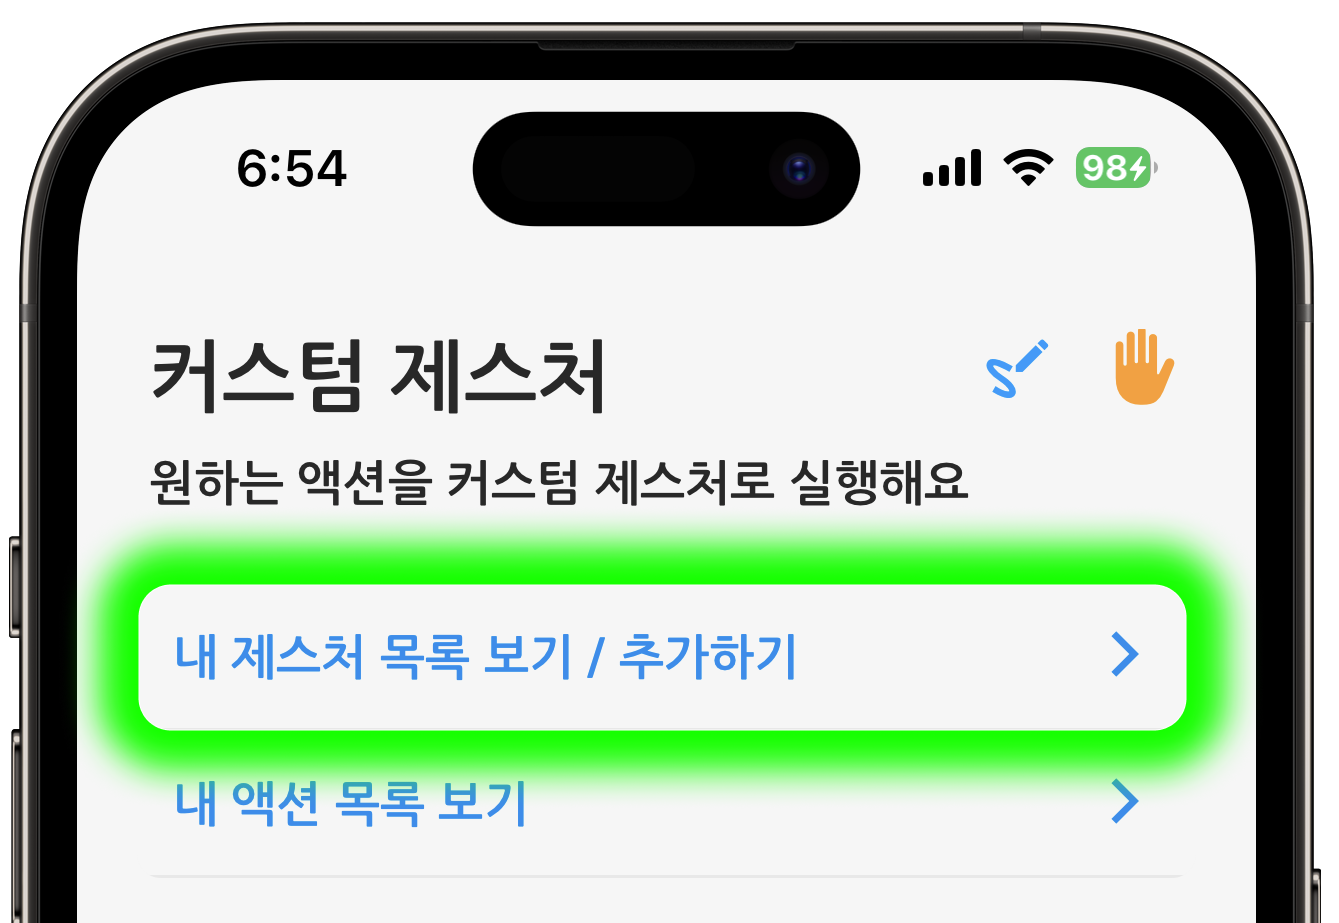 6:54
98
커스텀 제스처
원하는 액션을 커스텀 제스처로 실행해요
내 제스처 목록 보기 / 추가하기
내 액션 목록 보기